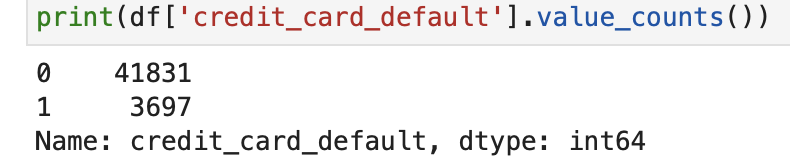 print(df['credit_card_default'].value_counts())
0    41831
1     3697
Name: credit_card_default, dtype: int64